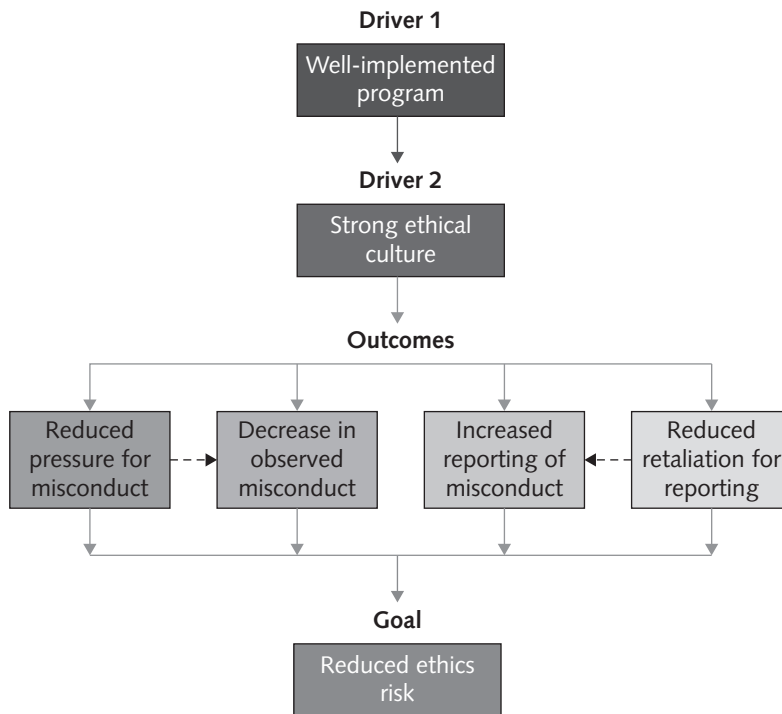 Driver 1
Well-implemented
program
Driver 2
Strong ethical
culture
Outcomes
Reduced
pressure for
misconduct
Decrease in
observed
misconduct
Increased
reporting of
misconduct
Reduced
retaliation for
reporting
Goal
Reduced ethics
risk